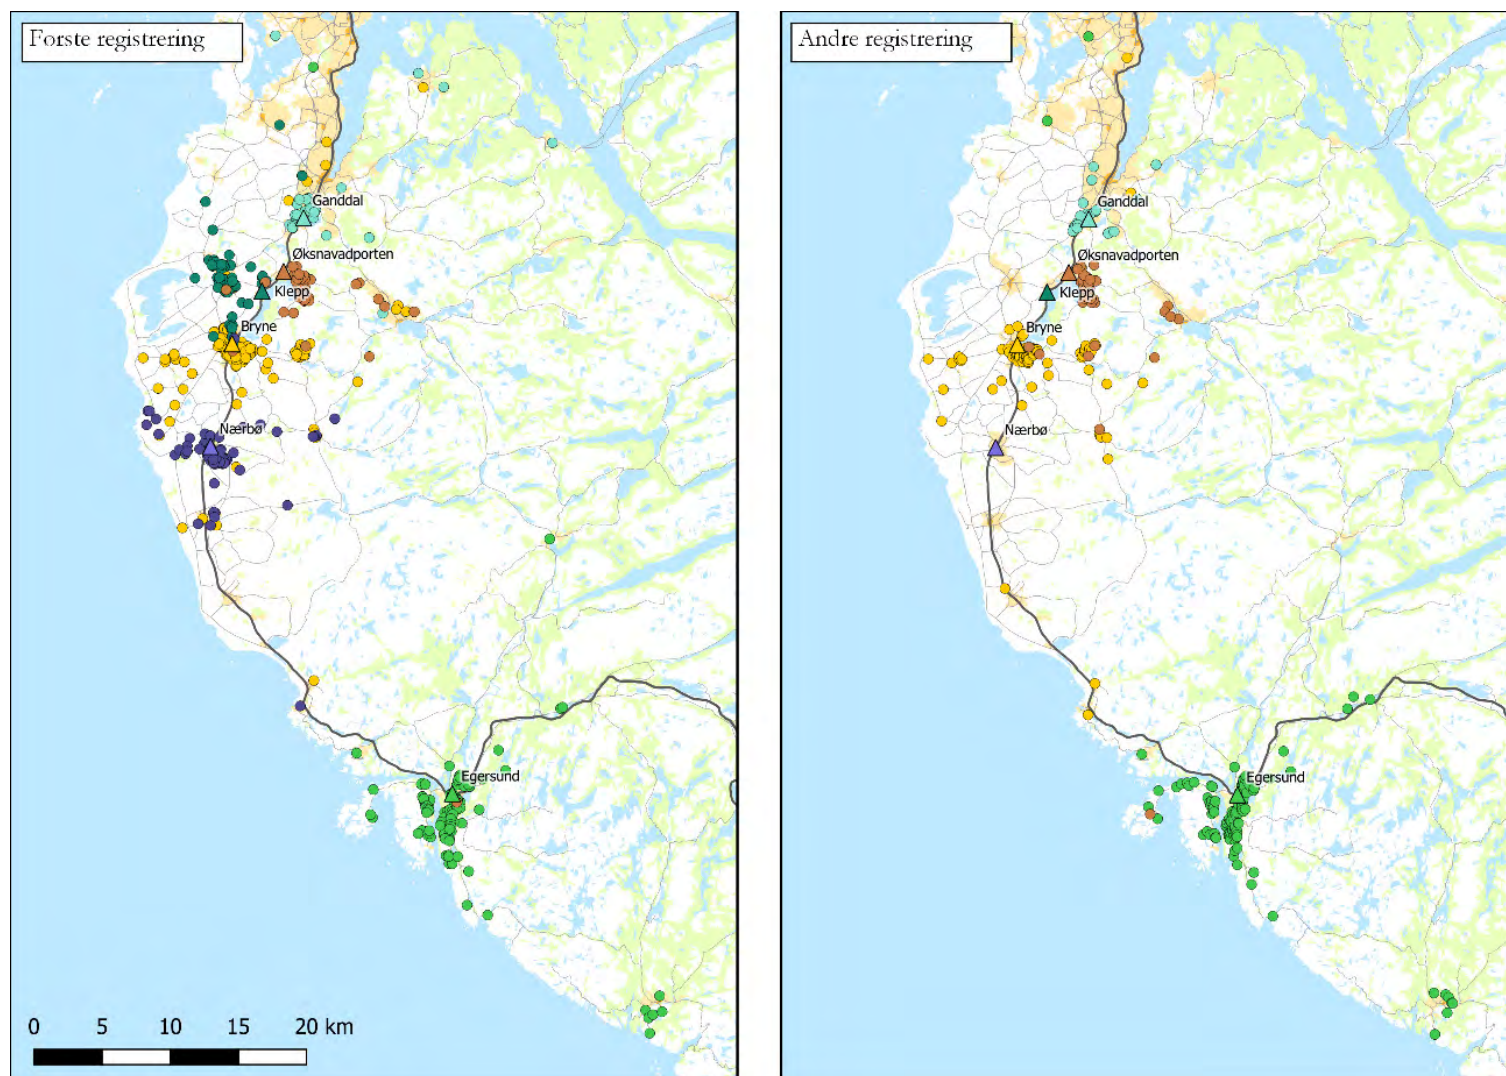 Første registrering
Ganddal
Øksnavadporten
Klepp
Bryne
Nærbø
Egersund
0 5 10 15 20 km
Andre registrering
Ganddal
Øksnavadporten
Klepp
Bryne
Nærbø
Egersund